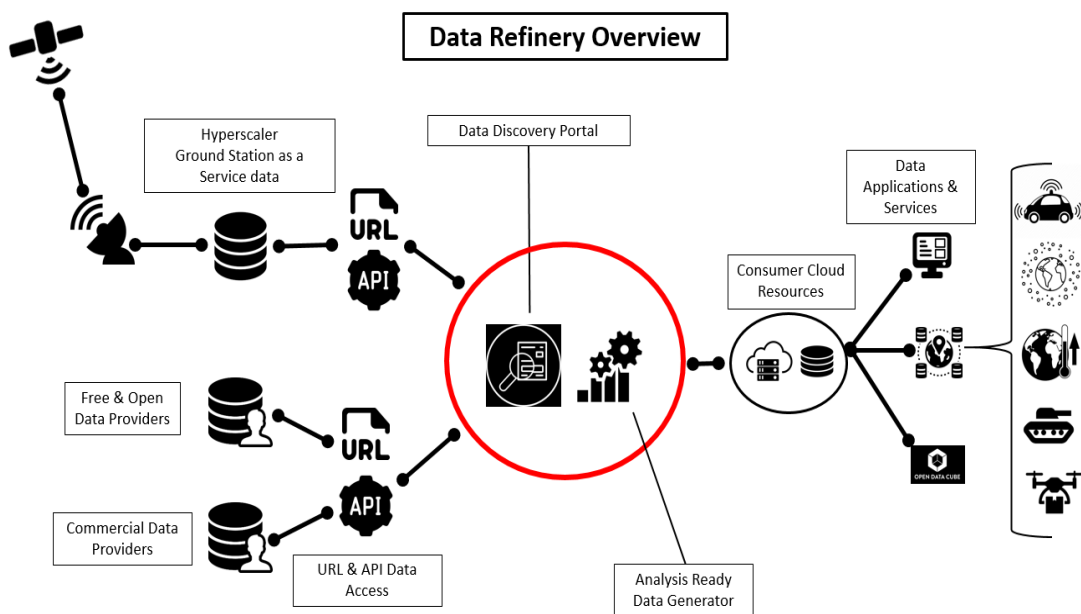 Data Refinery Overview
Hyperscaler
Ground Station as a
Service data
Data Discovery Portal
Data
Applications &
Services
URL
API
Consumer Cloud
Resources
Free & Open
Data Providers
URL
API
OPEN DATA CUBE
Commercial Data
Providers
URL & API Data
Access
Analysis Ready
Data Generator